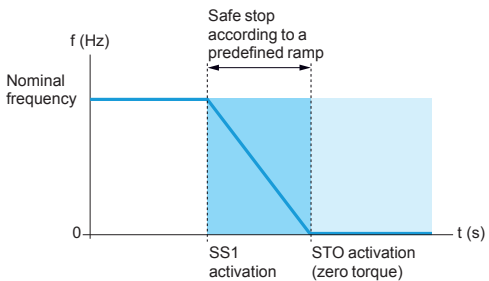 Safe stop
according to a
predefined ramp
f (Hz)
Nominal
frequency
0
t (s)
SS1
activation
STO activation
(zero torque)